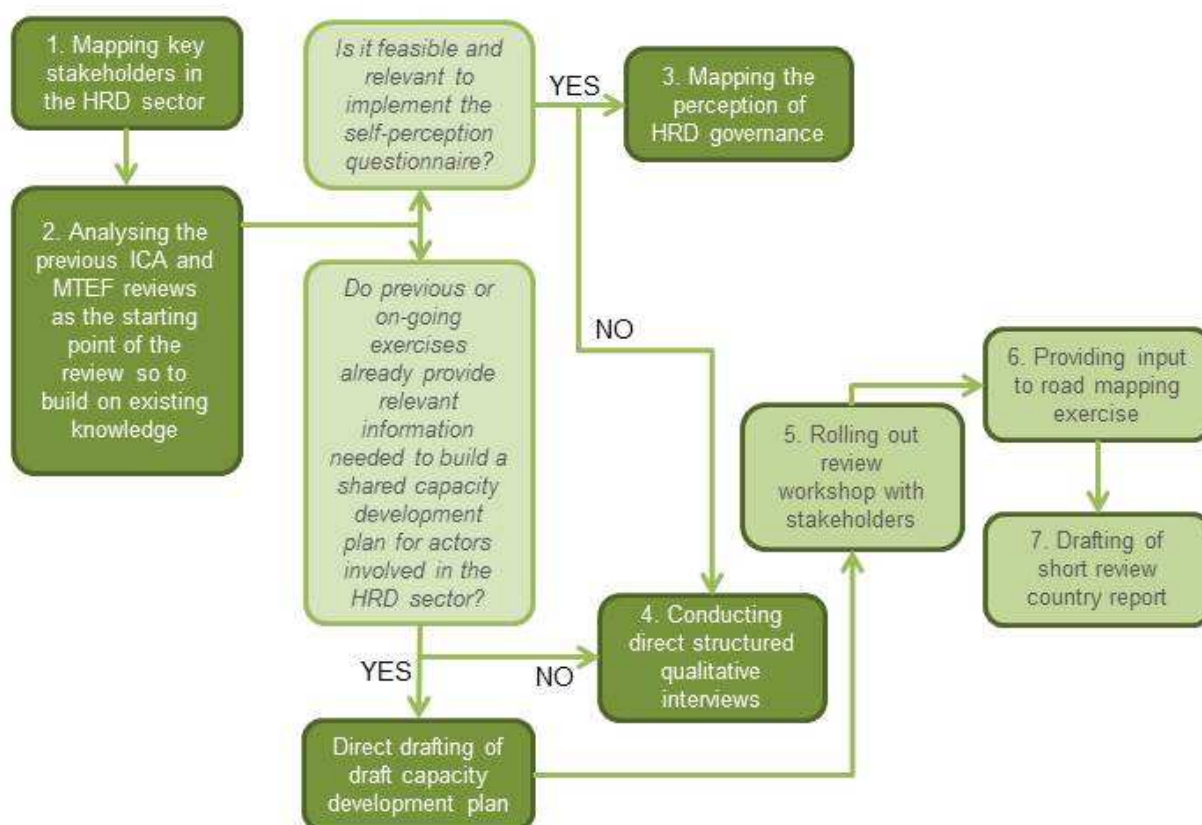 1. Mapping key
stakeholders in
the HRD sector
2. Analysing the
previous ICA and
MTEF reviews
as the starting
point of the
review so to
build on existing
knowledge
Is it feasible and
relevant to
implement the
self-perception
questionnaire?
YES
3. Mapping the
perception of
HRD governance
NO
Do previous or
on-going
exercises
already provide
relevant
information
needed to build a
shared capacity
development
plan for actors
involved in the
HRD sector?
YES
NO
4. Conducting
direct structured
qualitative
interviews
Direct drafting of
draft capacity
development plan
5. Rolling out
review
workshop with
stakeholders
6. Providing input
to road mapping
exercise
7. Drafting of
short review
country report